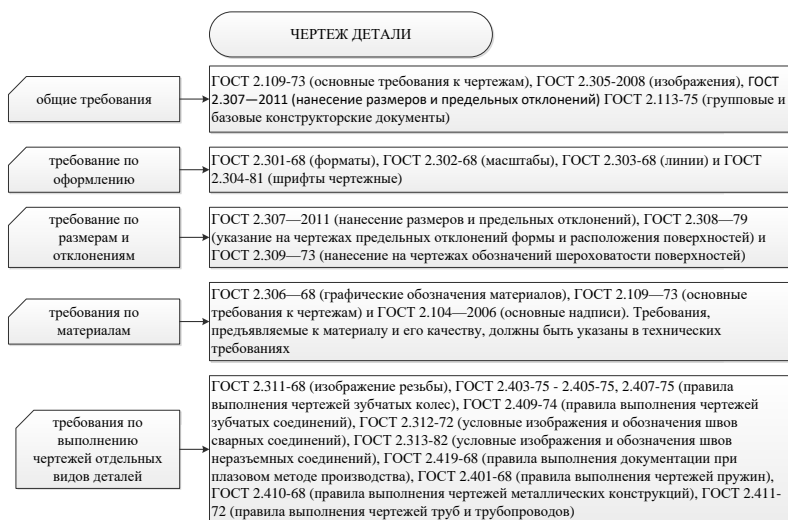 ЧЕРТЕЖ ДЕТАЛИ
общие требования
ГОСТ 2.109-73 (основные требования к чертежам), ГОСТ 2.305-2008 (изображения), ГОСТ
2.307—2011 (нанесение размеров и предельных отклонений) ГОСТ 2.113-75 (групповые и
базовые конструкторские документы)
требование по
оформлению
ГОСТ 2.301-68 (форматы), ГОСТ 2.302-68 (масштабы), ГОСТ 2.303-68 (линии) и ГОСТ
2.304-81 (шрифты чертежные)
требование по
размерам и
отклонениям
ГОСТ 2.307—2011 (нанесение размеров и предельных отклонений), ГОСТ 2.308—79
(указание на чертежах предельных отклонений формы и расположения поверхностей) и
ГОСТ 2.309—73 (нанесение на чертежах обозначений шероховатости поверхностей)
требования по
материалам
ГОСТ 2.306—68 (графические обозначения материалов), ГОСТ 2.109—73 (основные
требования к чертежам) и ГОСТ 2.104—2006 (основные надписи). Требования,
предъявляемые к материалу и его качеству, должны быть указаны в технических
требованиях
требования по
выполнению
чертежей отдельных
видов деталей
ГОСТ 2.311-68 (изображение резьбы), ГОСТ 2.403-75 - 2.405-75, 2.407-75 (правила
выполнения чертежей зубчатых колес), 2.409-74 (правила выполнения чертежей
зубчатых соединений), ГОСТ 2.312-72 (условные изображения и обозначения швов
сварных соединений), ГОСТ 2.313-82 (условные изображения и обозначения швов
неразъемных соединений), ГОСТ 2.419-68 (правила выполнения документации при
плазовом методе производства), ГОСТ 2.401-68 (правила выполнения чертежей пружин),
ГОСТ 2.410-68 (правила выполнения чертежей металлических конструкций), ГОСТ 2.411-
72 (правила выполнения чертежей труб и трубопроводов)